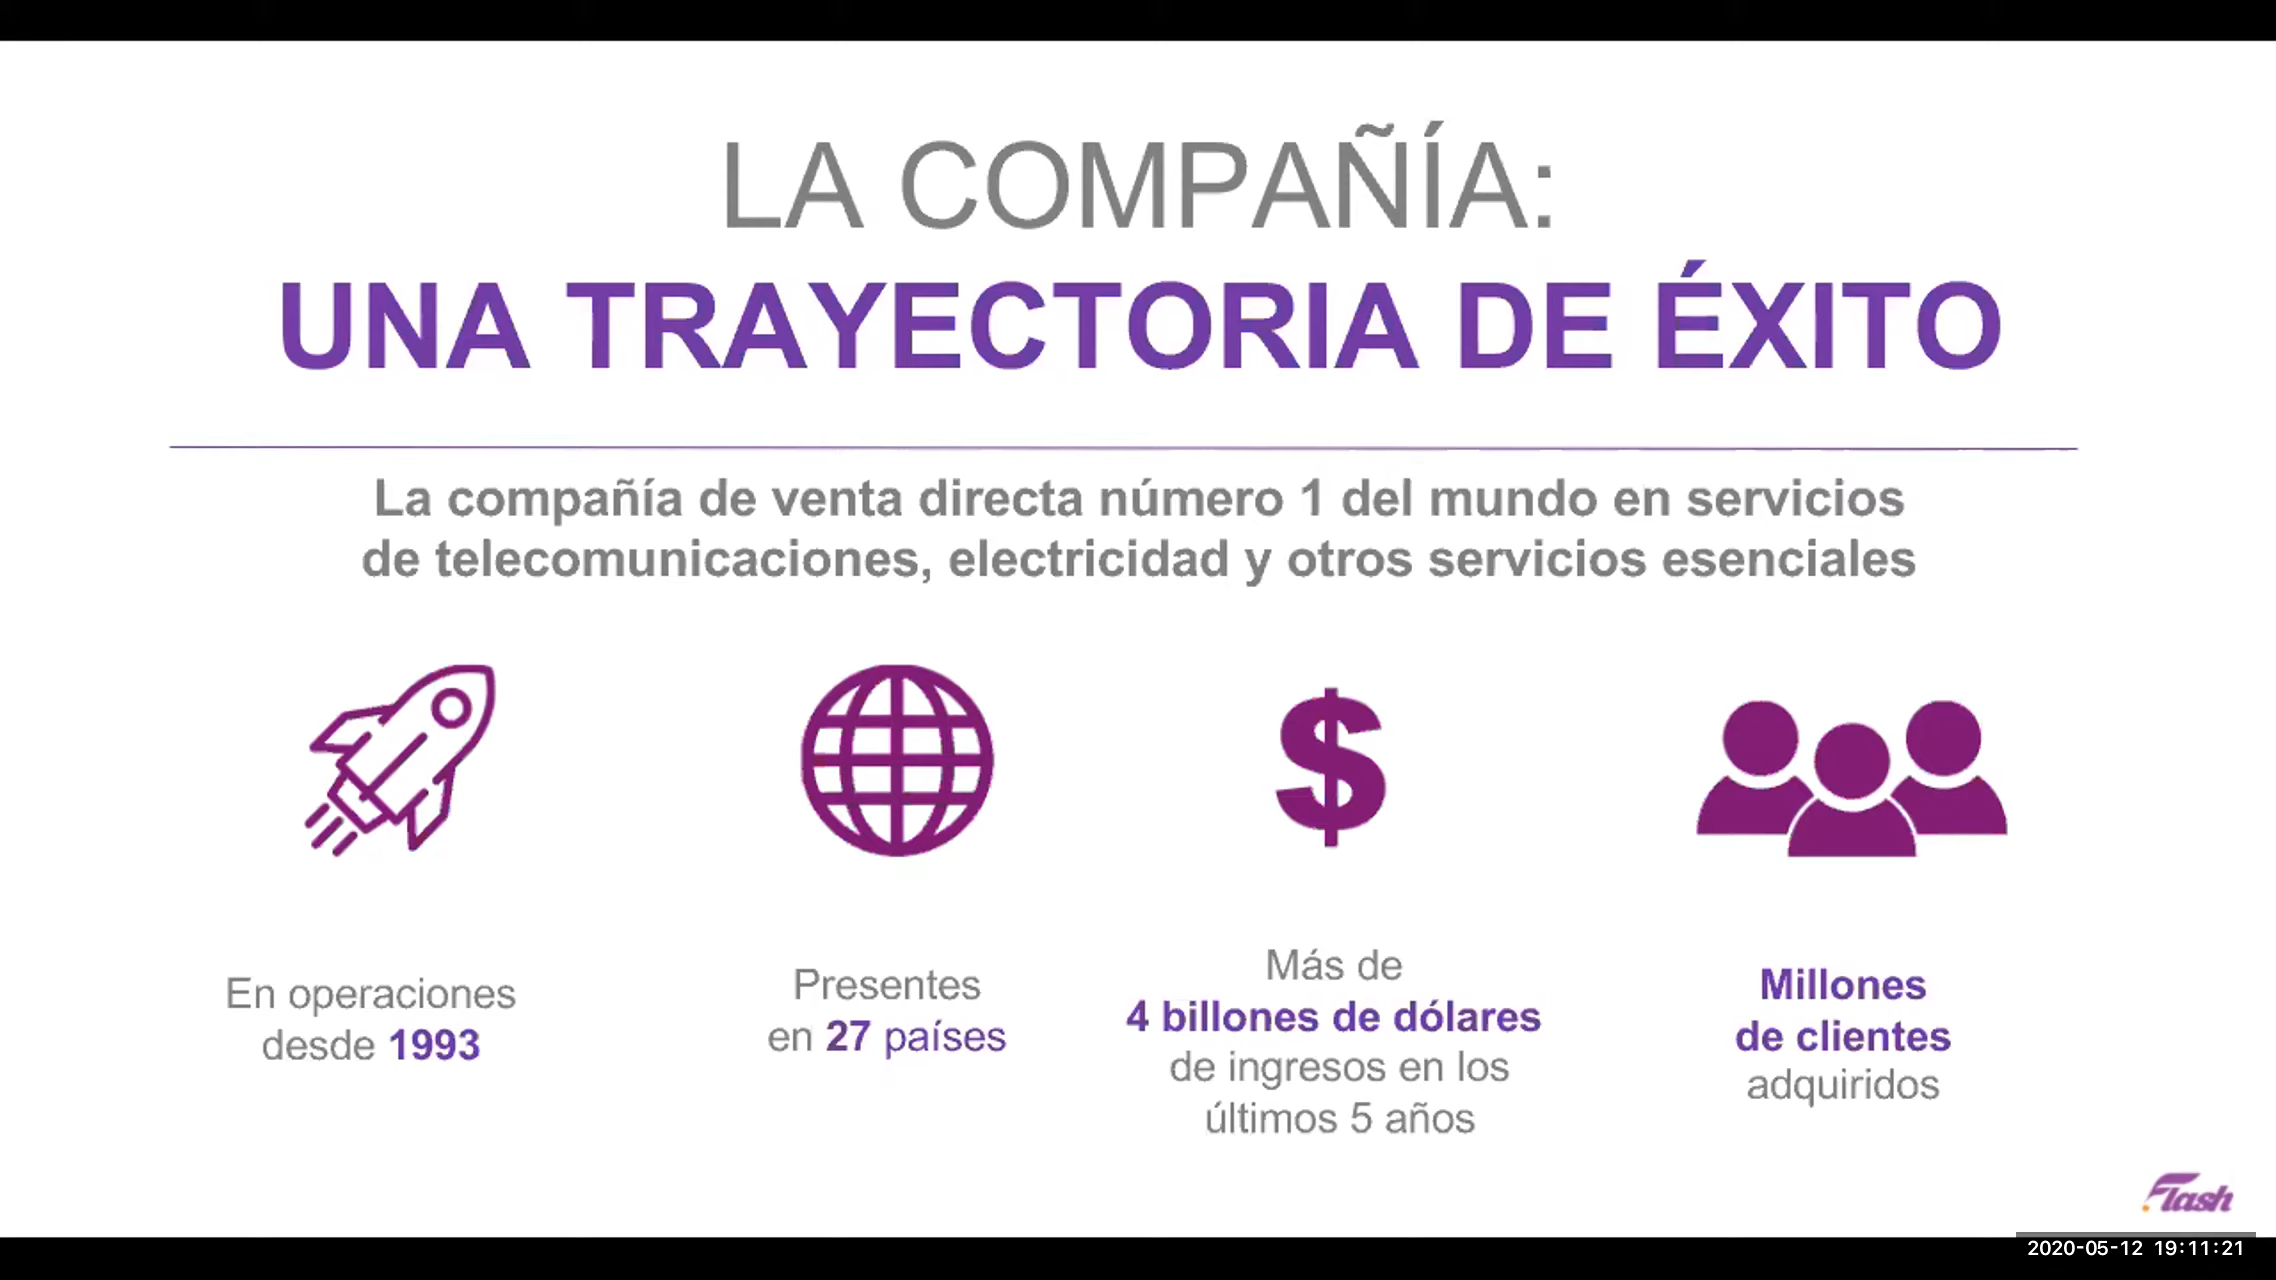 LA COMPAÑÍA:
UNA TRAYECTORIA DE ÉXITO
La compañía de venta directa número 1 del mundo en servicios
de telecomunicaciones, electricidad y otros servicios esenciales
En operaciones
desde 1993
Presentes
en 27 países
Más de
4 billones de dólares
de ingresos en los
últimos 5 años
Millones
de clientes
adquiridos
Flash
2020-05-12 19:11:21